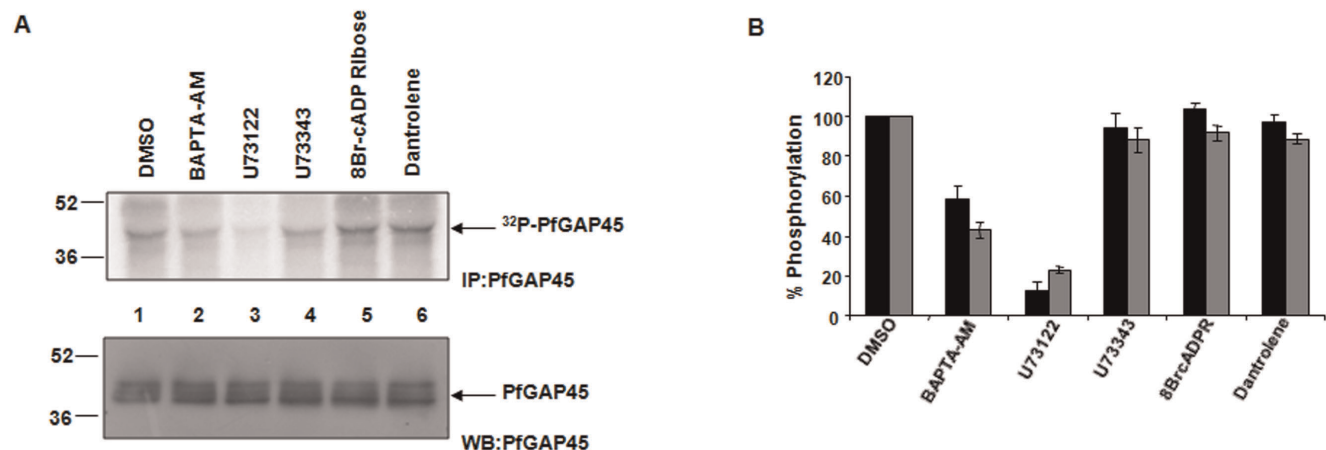 A
DMSO
BAPTA-AM
U73122
U73343
8Br-cADP Ribose
Dantrolene
52
36
32P-PfGAP45
IP:PfGAP45
1 2 3 4 5 6
52
36
PfGAP45
WB:PfGAP45
B
% Phosphorylation
120
100
80
60
40
20
0
DMSO
BAPTA-AM
U73122
U73343
8BrcADPR
Dantrolene